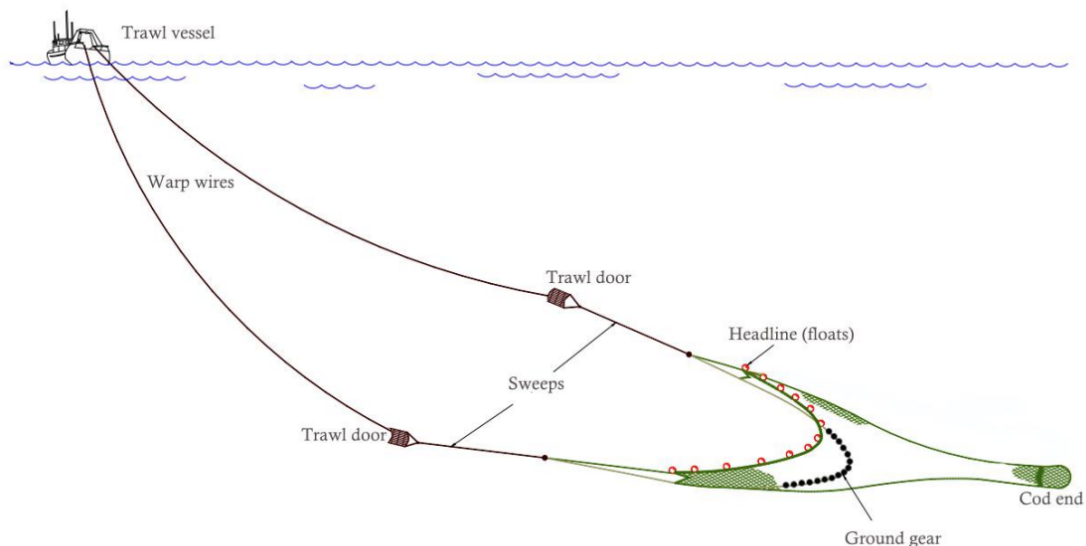 Trawl vessel
Warp wires
Trawl door
Headline (floats)
Sweeps
Trawl door
Cod end
Ground gear